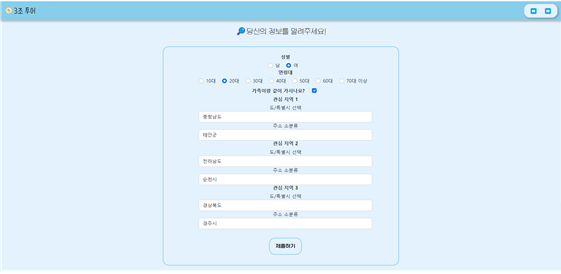 3조 투어
🔎당신의 정보를 알려주세요!
성별
남 여
연령대
10대 20대 30대 40대 50대 60대 70대 이상
가족이랑 같이 가시나요?
관심 지역 1
도/특별시 선택
충청남도
주소 소분류
태안군
관심 지역 2
도/특별시 선택
전라남도
주소 소분류
순천시
관심 지역 3
도/특별시 선택
경상북도
주소 소분류
경주시
제출하기